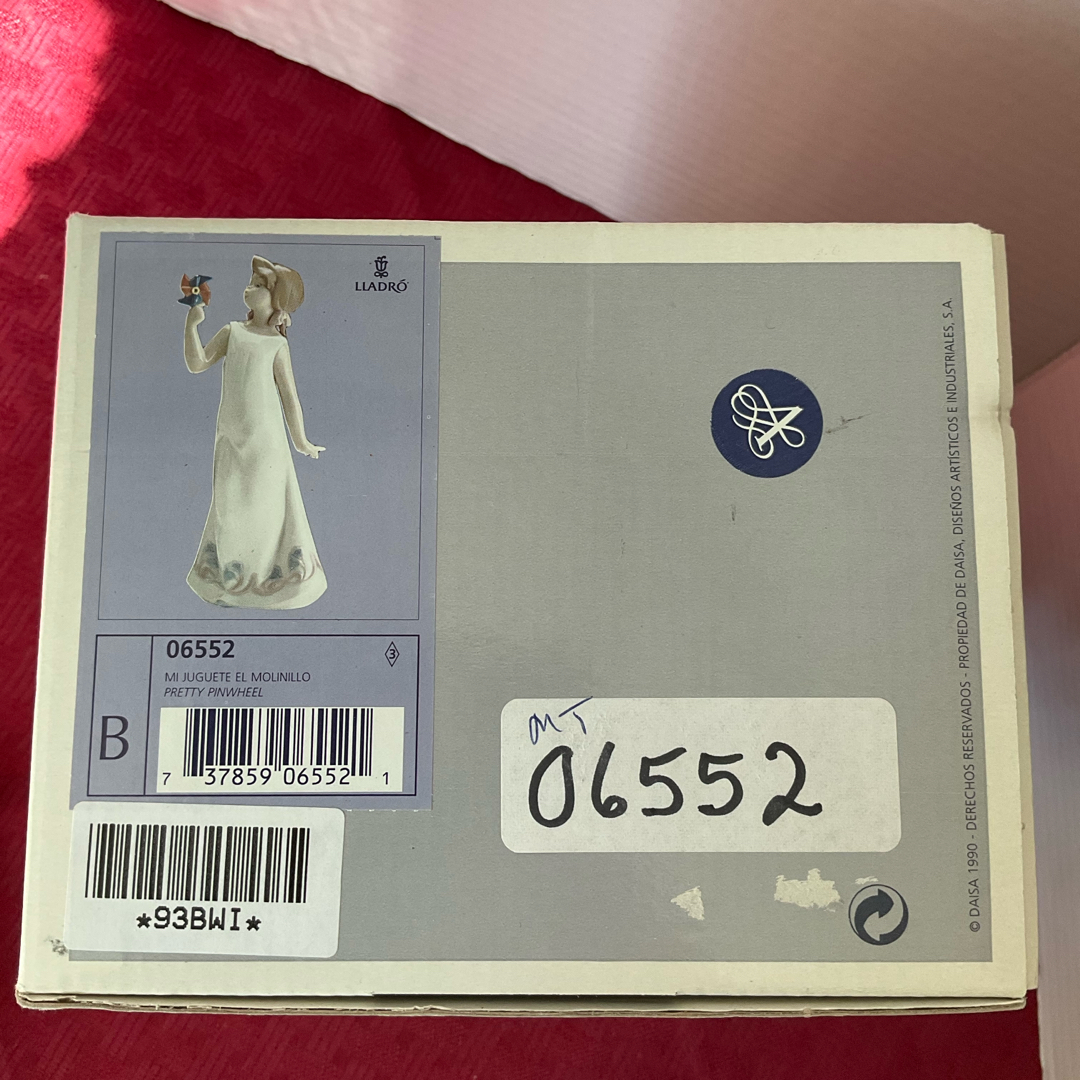 LLADRÓ
06552
3
MI JUGUETE EL MOLINILLO
PRETTY PINWHEEL
B
7 37859 06552 1
*93BWI*
MT
06552
© DAISA 1990 - DERECHOS RESERVADOS - PROPIEDAD DE DAISA, DISEÑOS ARTÍSTICOS E INDUSTRIALES, S.A.